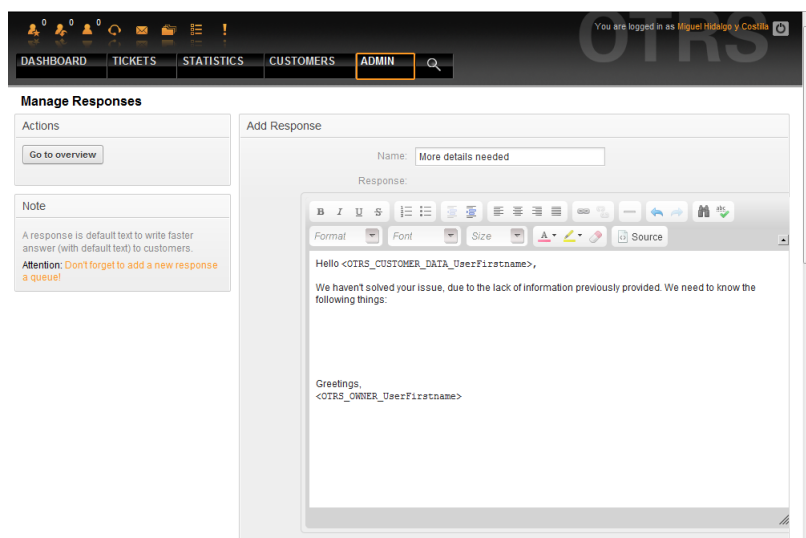 0 0 0
You are logged in as Miguel Hidalgo y Costilla
OTRS
DASHBOARD TICKETS STATISTICS CUSTOMERS ADMIN
Manage Responses
Actions
Go to overview
Note
A response is default text to write faster
answer (with default text) to customers.
Attention: Don't forget to add a new response
a queue!
Add Response
Name: More details needed
Response:
B I U S
Format Font Size A Source
Hello <OTRS_CUSTOMER_DATA_UserFirstname>,
We haven't solved your issue, due to the lack of information previously provided. We need to know the
following things:
Greetings,
<OTRS_OWNER_UserFirstname>